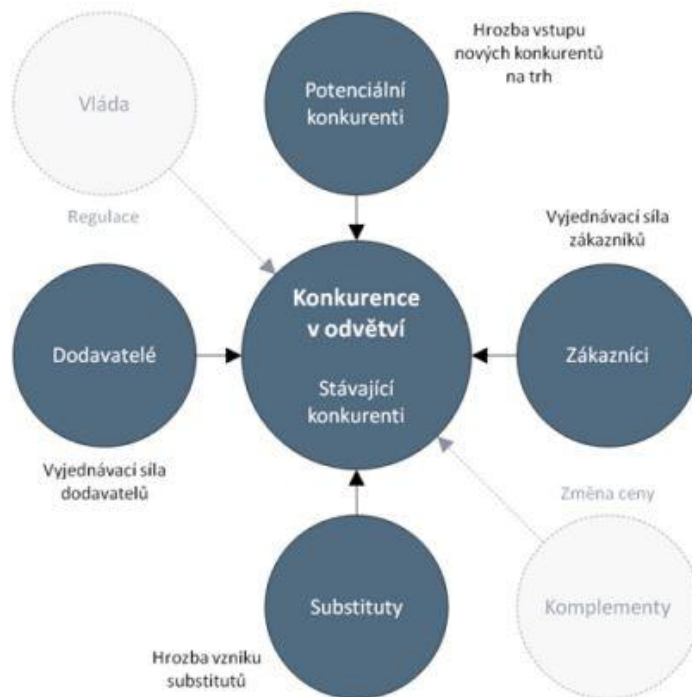 Hrozba vstupu
nových konkurentů
na trh
Potenciální
konkurenti
Vláda
Regulace
Vyjednávací síla
zákazníků
Konkurence
v odvětví
Stávající
konkurenti
Dodavatelé
Zákazníci
Vyjednávací síla
dodavatelů
Změna ceny
Substituty
Komplementy
Hrozba vzniku
substitutů